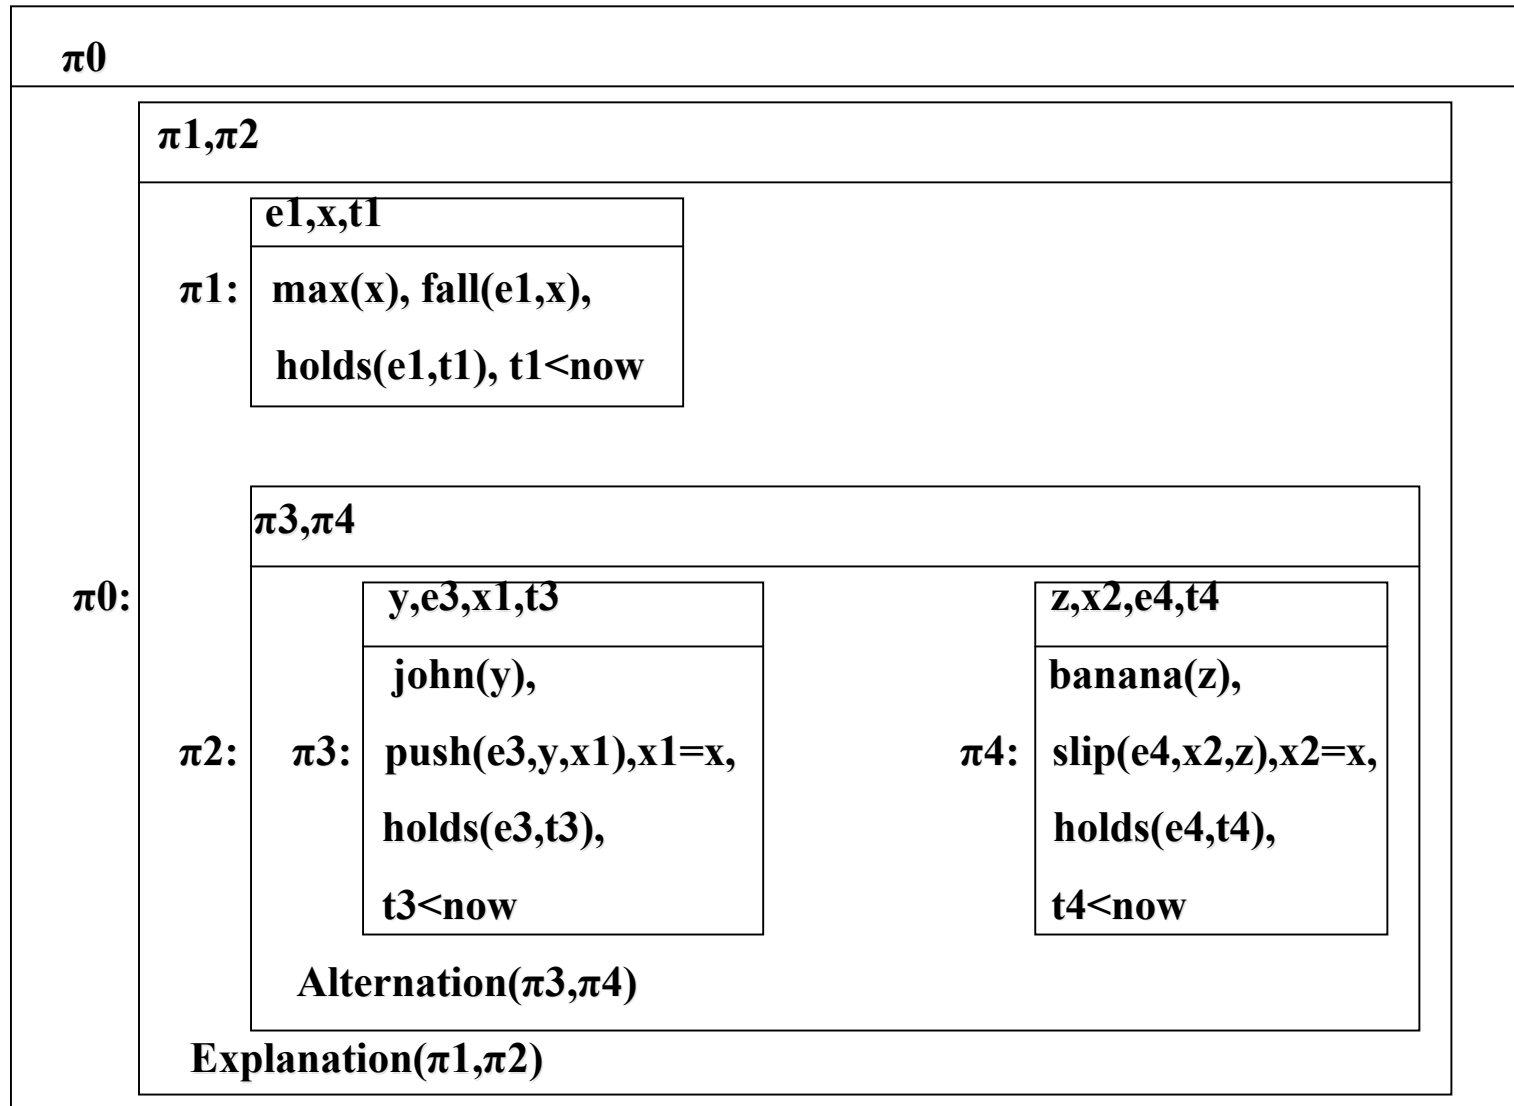 π0
π1,π2
e1,x,t1
π1: max(x), fall(e1,x),
holds(e1,t1), t1<now
π3,π4
π0:
π2:
π3:
y,e3,x1,t3
john(y),
push(e3,y,x1),x1=x,
holds(e3,t3),
t3<now
π4:
z,x2,e4,t4
banana(z),
slip(e4,x2,z),x2=x,
holds(e4,t4),
t4<now
Alternation(π3,π4)
Explanation(π1,π2)